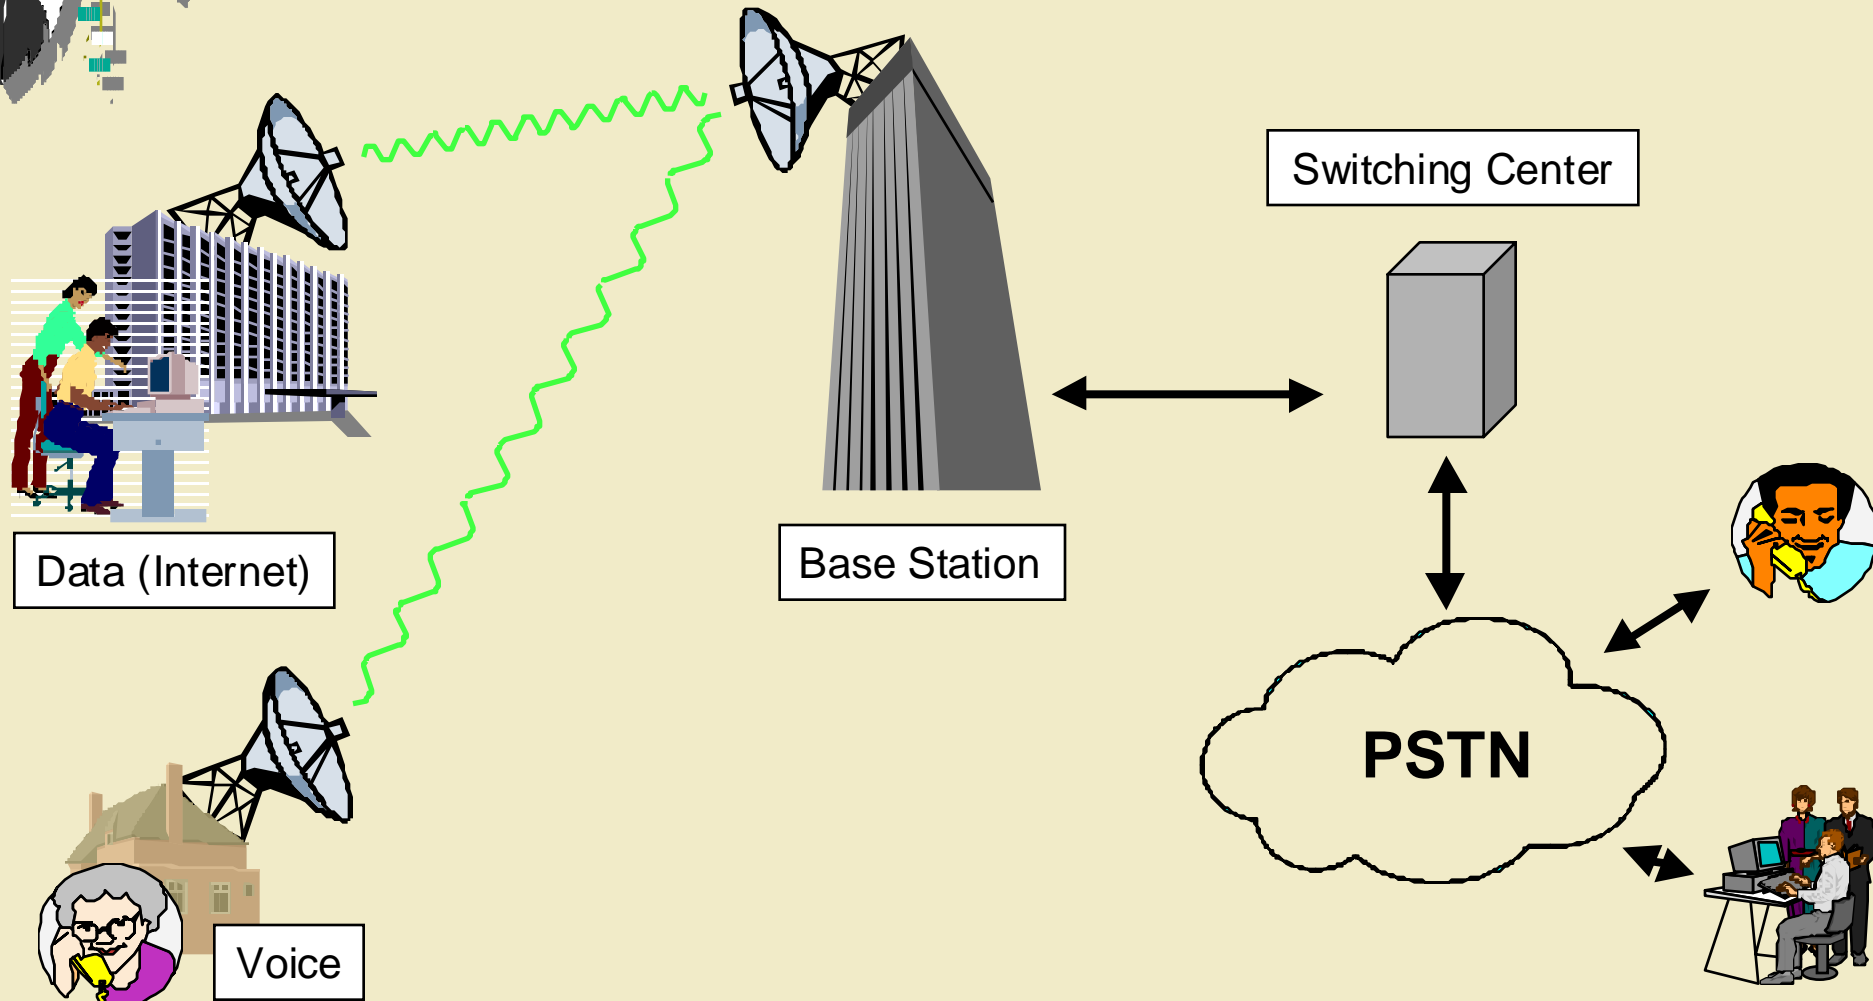 Switching Center
Data (Internet)
Base Station
PSTN
Voice